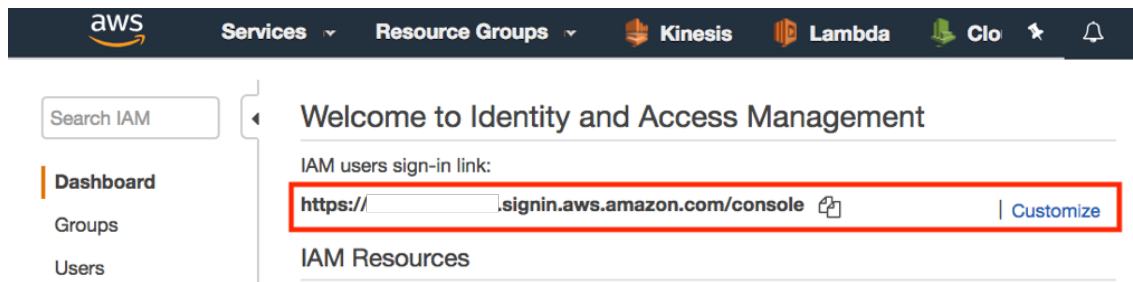 aws Services Resource Groups Kinesis Lambda Clo
Search IAM
Dashboard
Groups
Users
Welcome to Identity and Access Management
IAM users sign-in link:
https:// .signin.aws.amazon.com/console | Customize
IAM Resources